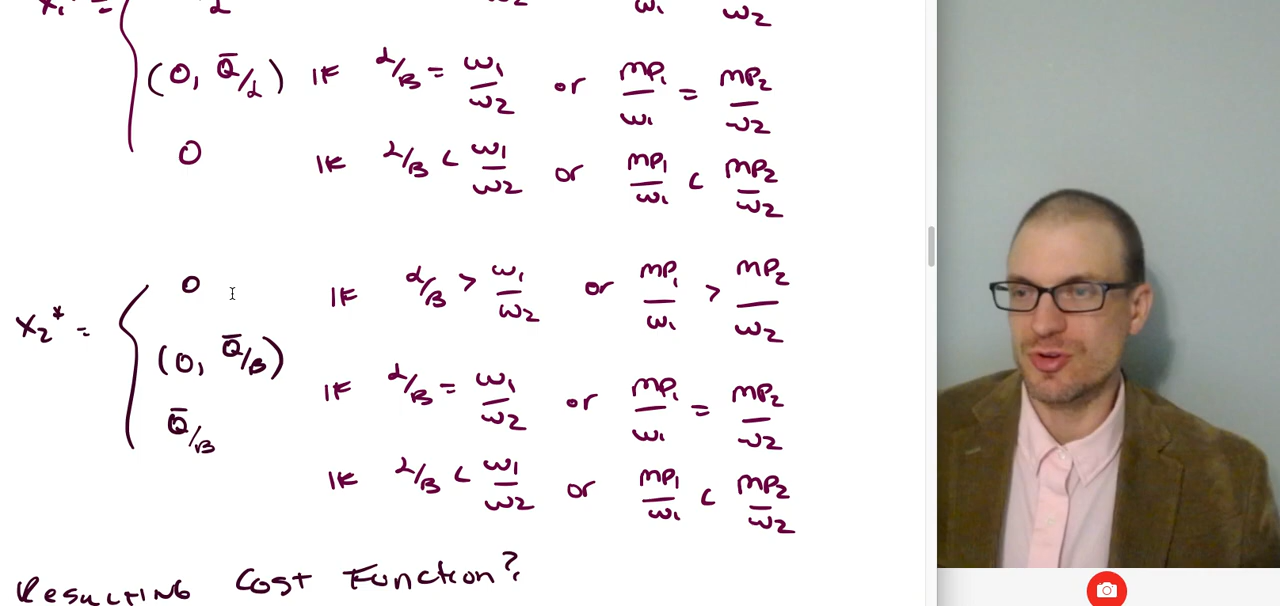 x₁* =
(0, Q̄/α) IF α/β = w₁/w₂ or MP₁/w₁ = MP₂/w₂
0 IF α/β < w₁/w₂ or MP₁/w₁ < MP₂/w₂
x₂* =
0 IF α/β > w₁/w₂ or MP₁/w₁ > MP₂/w₂
(0, Q̄/β) IF α/β = w₁/w₂ or MP₁/w₁ = MP₂/w₂
Q̄/β IF α/β < w₁/w₂ or MP₁/w₁ < MP₂/w₂
Resulting Cost Function?